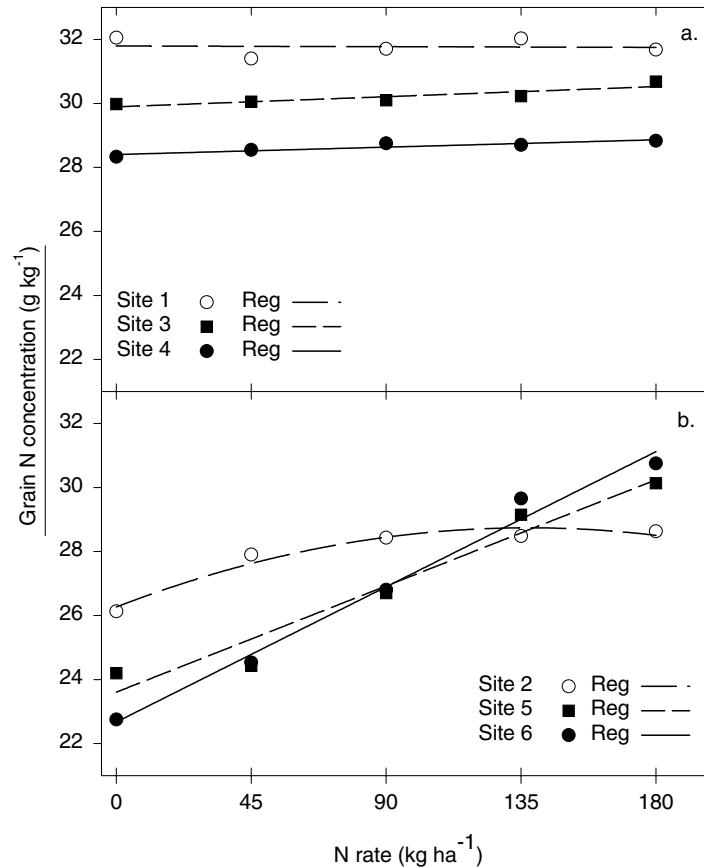 32
30
28
26
24
22
a.
Site 1 Reg
Site 3 Reg
Site 4 Reg
Grain N concentration (g kg-1)
32
30
28
26
24
22
b.
Site 2 Reg
Site 5 Reg
Site 6 Reg
0 45 90 135 180
N rate (kg ha-1)